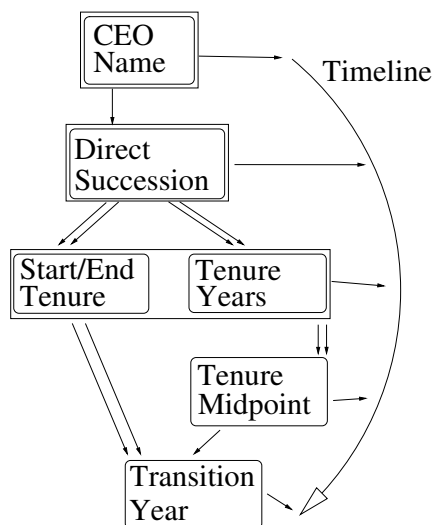 CEO
Name
Timeline
Direct
Succession
Start/End
Tenure
Tenure
Years
Tenure
Midpoint
Transition
Year